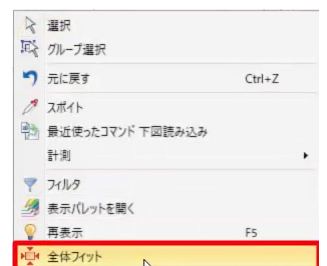 選択
グループ選択
元に戻す Ctrl+Z
スポイト
最近使ったコマンド 下図読み込み
計測
フィルタ
表示パレットを開く
再表示 F5
全体フィット